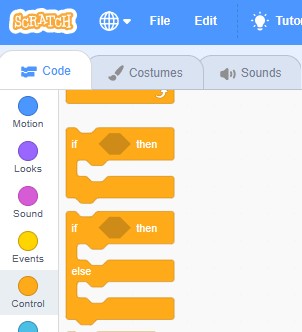 SCRATCH File Edit Tutor
Code Costumes Sounds
Motion
Looks
Sound
Events
Control
if then
if then
else